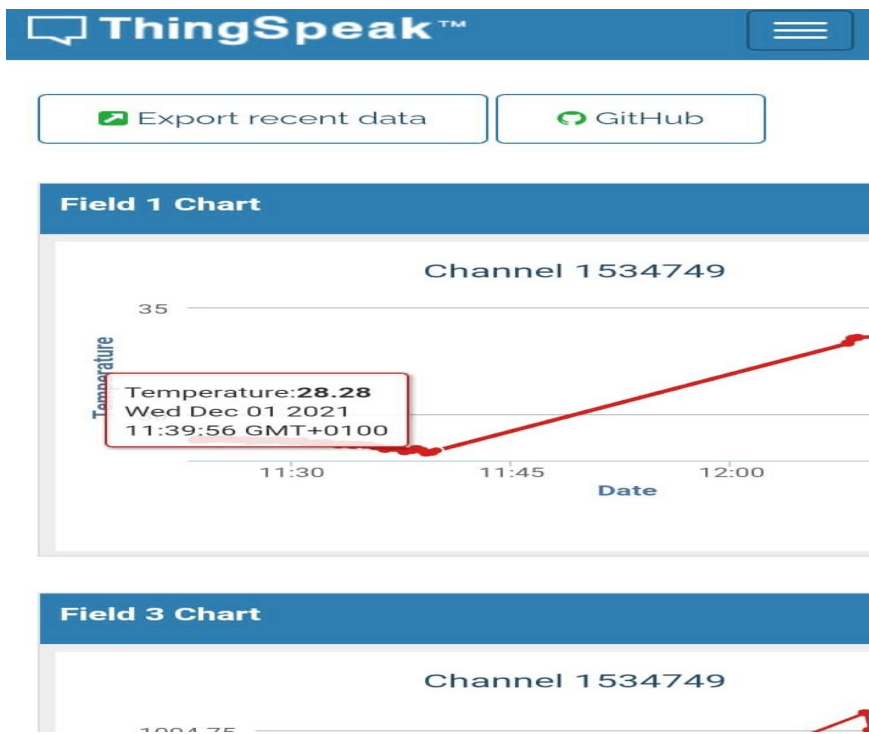 ThingSpeak™
Export recent data
GitHub
Field 1 Chart
Channel 1534749
35
Temperature
Temperature:28.28
Wed Dec 01 2021
11:39:56 GMT+0100
11:30
11:45
12:00
Date
Field 3 Chart
Channel 1534749